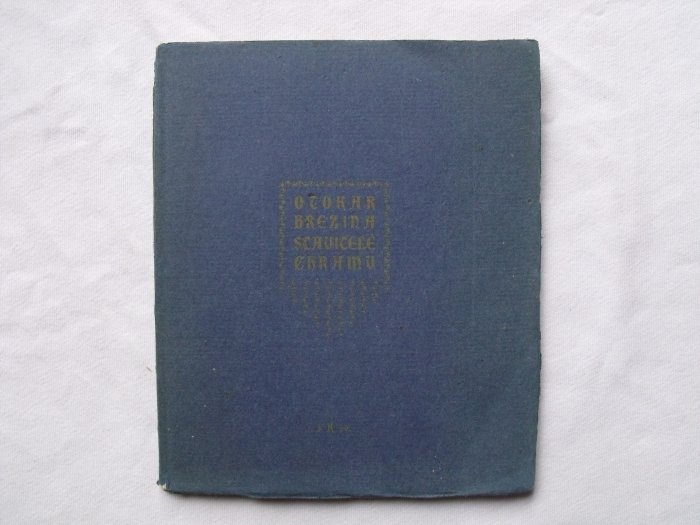 OTOKAR
BŘEZINA
STAVITELÉ
CHRÁMU